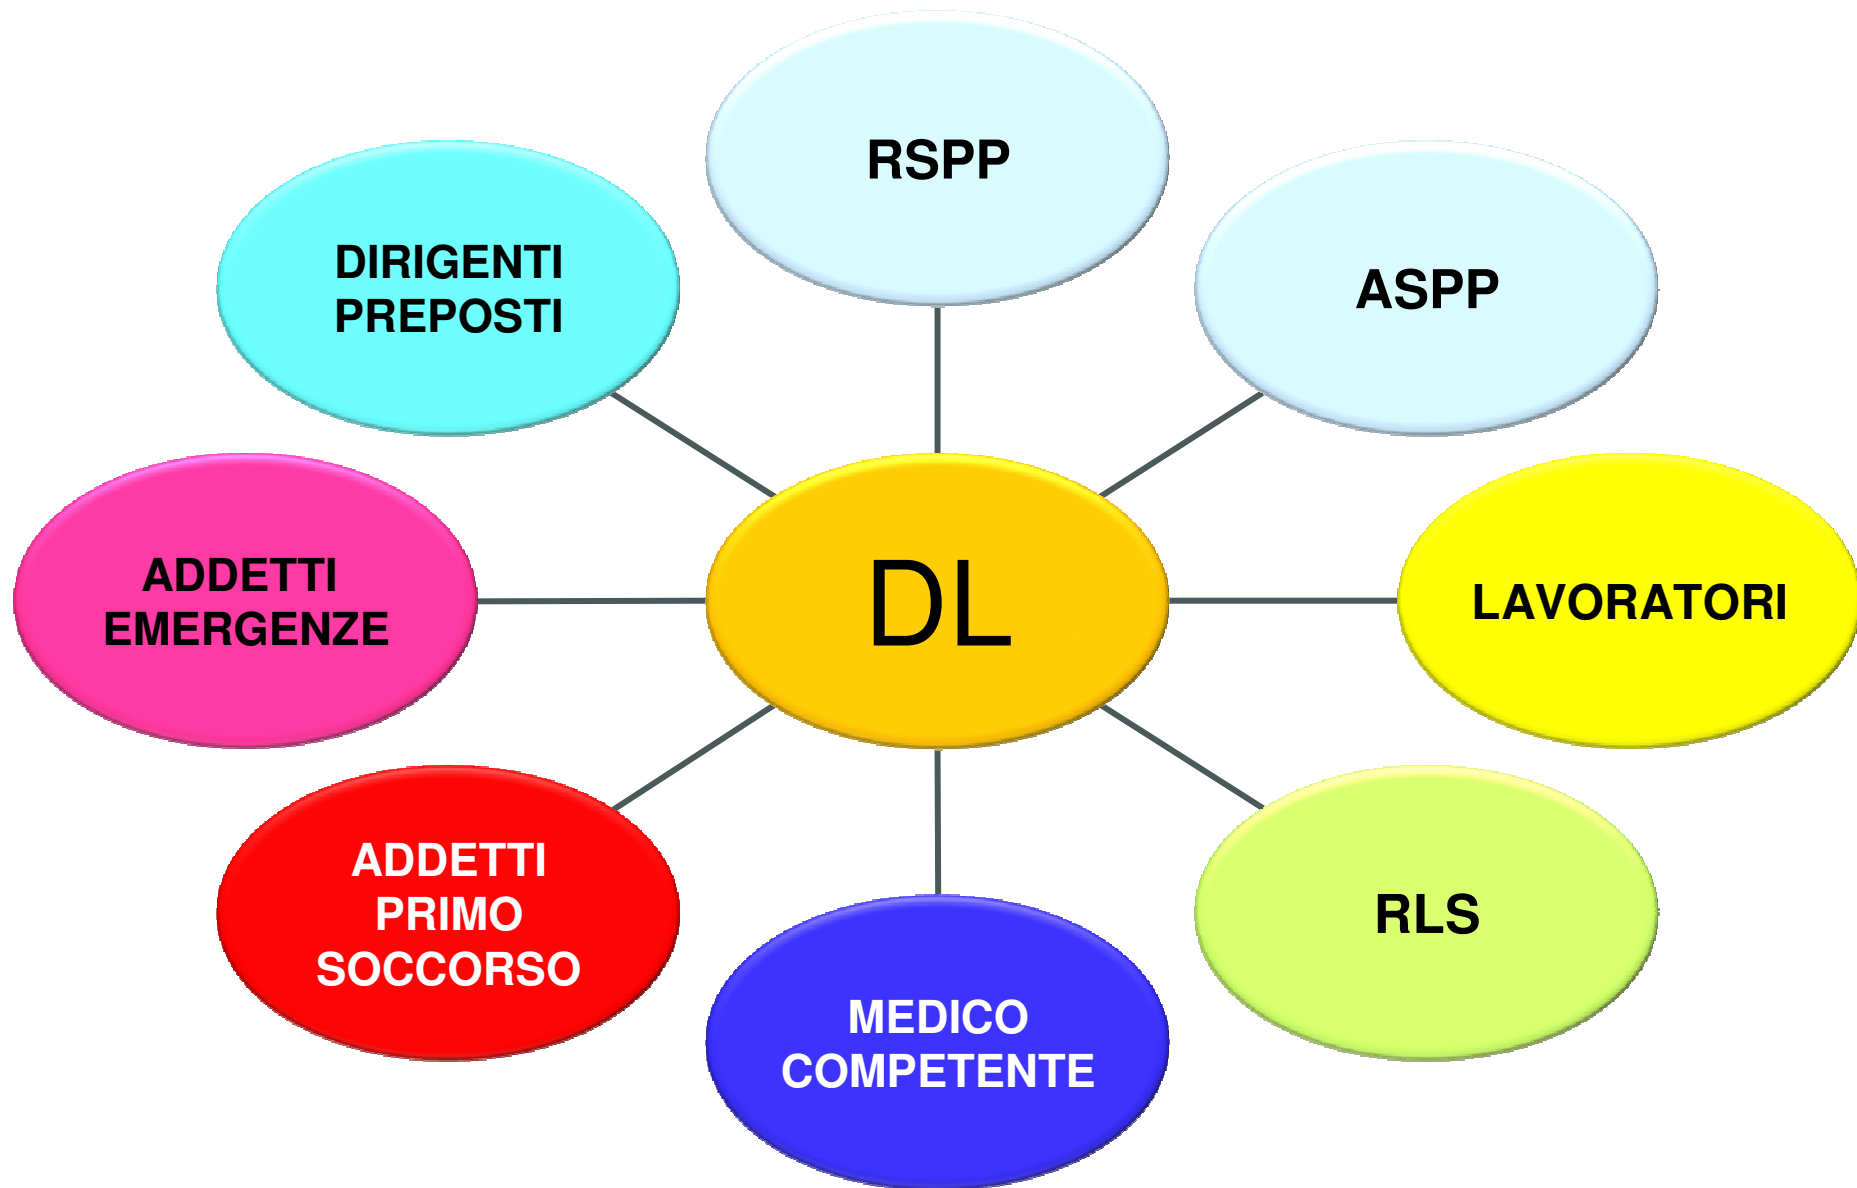 RSPP
DIRIGENTI
PREPOSTI
ASPP
ADDETTI
EMERGENZE
DL
LAVORATORI
ADDETTI
PRIMO
SOCCORSO
RLS
MEDICO
COMPETENTE